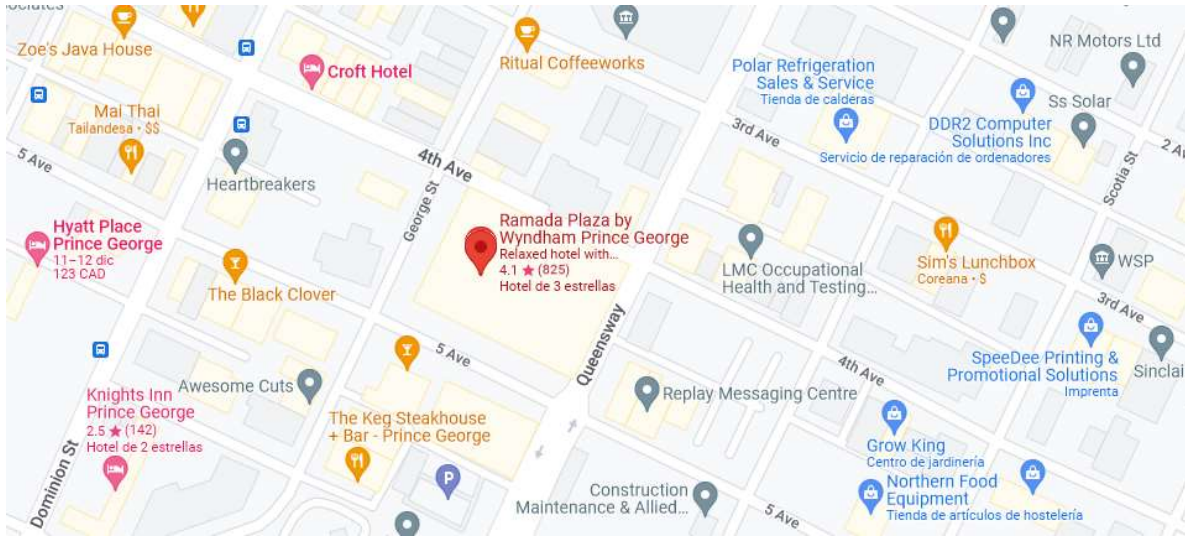 ociates
Zoe's Java House
Croft Hotel
Ritual Coffeeworks
NR Motors Ltd
Polar Refrigeration
Sales & Service
Tienda de calderas
Ss Solar
Mai Thai
Tailandesa • $$
DDR2 Computer
Solutions Inc
Servicio de reparación de ordenadores
3rd Ave
2 Av
5 Ave
4th Ave
Heartbreakers
George St
Scotia St
Hyatt Place
Prince George
11–12 dic
123 CAD
Ramada Plaza by
Wyndham Prince George
Relaxed hotel with...
4.1 ★ (825)
Hotel de 3 estrellas
LMC Occupational
Health and Testing...
Sim's Lunchbox
Coreana • $
WSP
The Black Clover
3rd Ave
Queensway
5 Ave
4th Ave
SpeeDee Printing &
Promotional Solutions
Imprenta
Sinclai
Awesome Cuts
Replay Messaging Centre
Knights Inn
Prince George
2.5 ★ (142)
Hotel de 2 estrellas
The Keg Steakhouse
+ Bar - Prince George
Grow King
Centro de jardinería
P
Dominion St
Construction
Maintenance & Allied...
Northern Food
Equipment
Tienda de artículos de hostelería
5 Ave